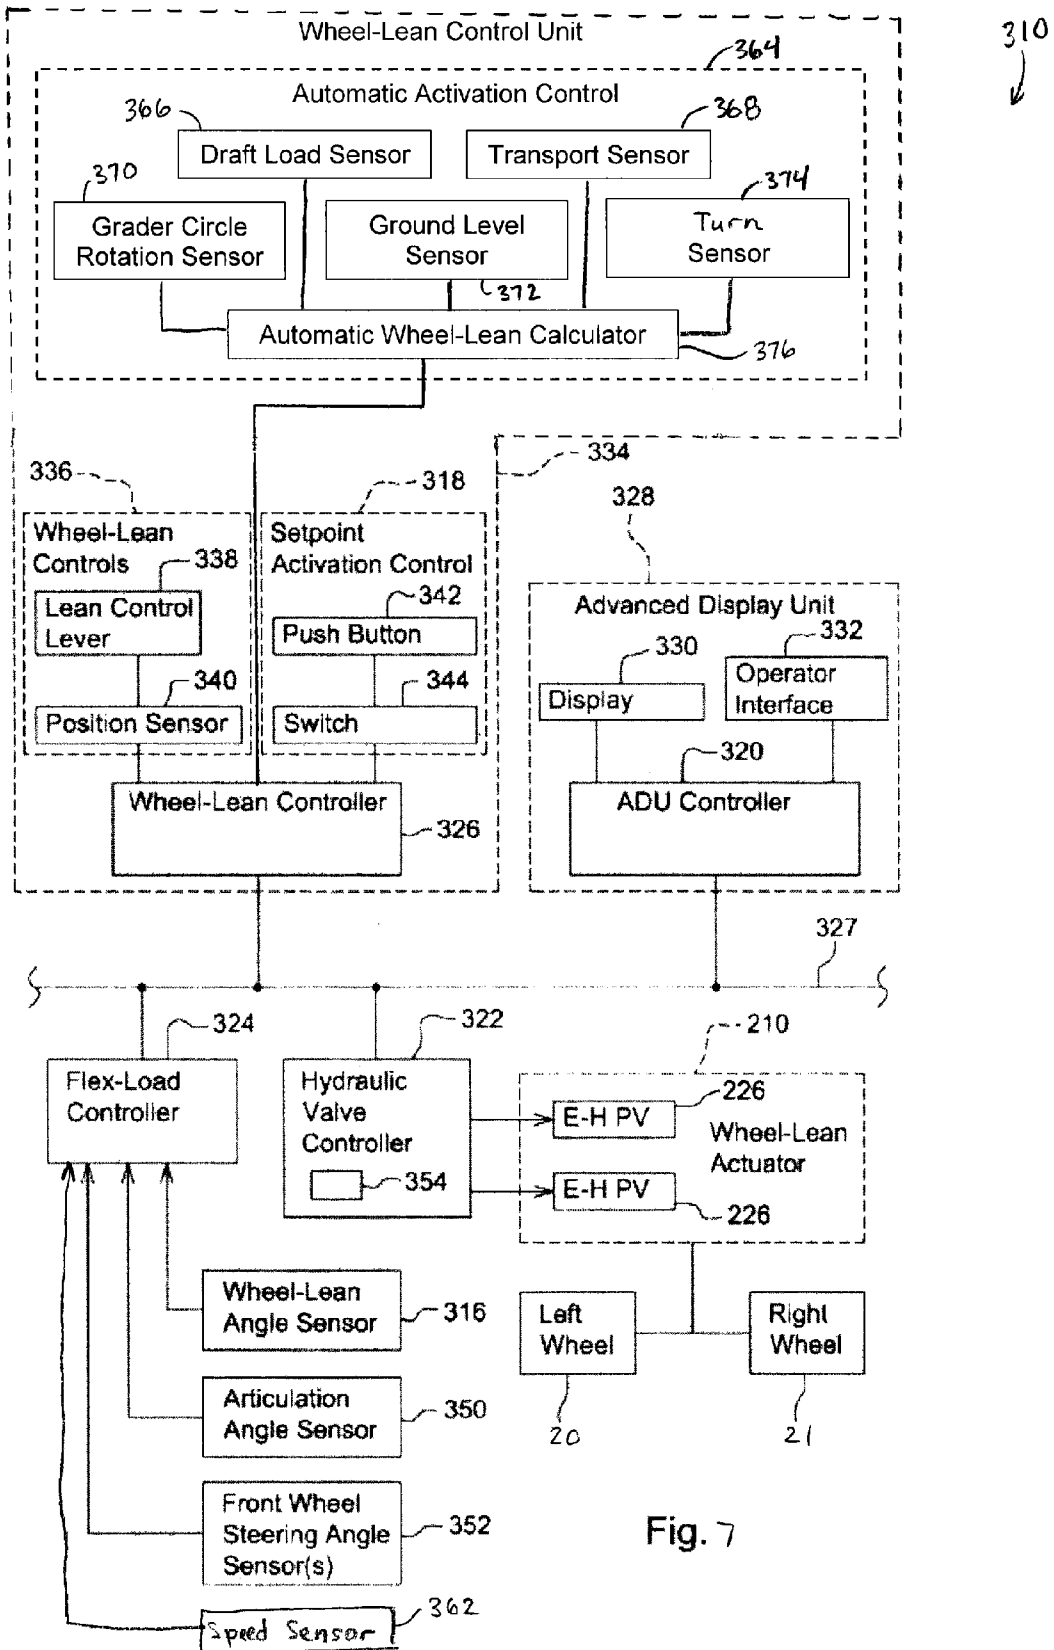 Wheel-Lean Control Unit
310
364
Automatic Activation Control
366
368
Draft Load Sensor
Transport Sensor
370
374
Grader Circle
Rotation Sensor
Ground Level
Sensor
Turn
Sensor
372
Automatic Wheel-Lean Calculator
376
334
336
318
328
Wheel-Lean
Controls
338
Lean Control
Lever
340
Position Sensor
Setpoint
Activation Control
342
Push Button
344
Switch
Wheel-Lean Controller
326
Advanced Display Unit
330
332
Display
Operator
Interface
320
ADU Controller
327
324
322
210
Flex-Load
Controller
Hydraulic
Valve
Controller
354
E-H PV
226
Wheel-Lean
Actuator
E-H PV
226
Wheel-Lean
Angle Sensor
316
Left
Wheel
Right
Wheel
20
21
Articulation
Angle Sensor
350
Front Wheel
Steering Angle
Sensor(s)
352
Speed Sensor
362
Fig. 7